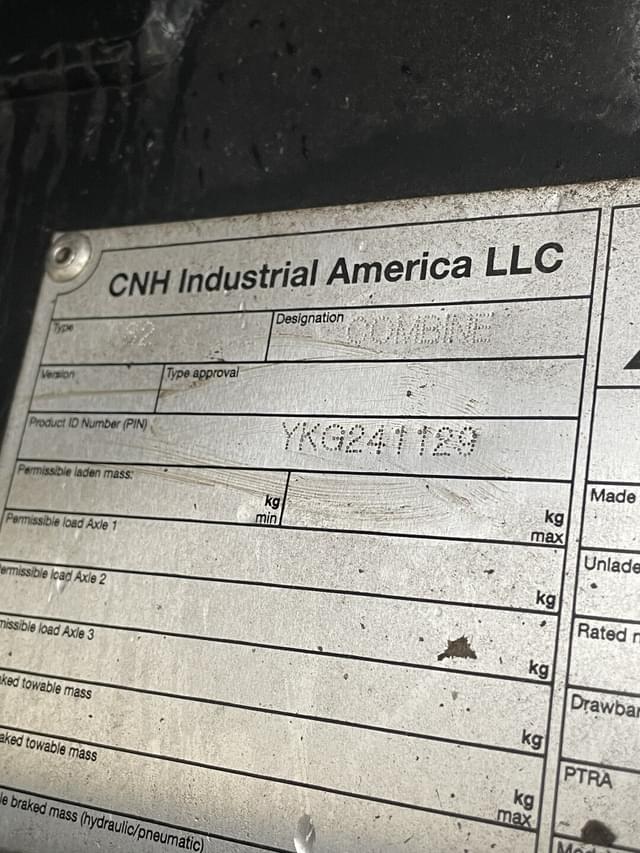 CNH Industrial America LLC
Type 92
Designation COMBINE
Version
Type approval
Product ID Number (PIN) YKG241129
Permissible laden mass:
kg
min
kg
max
Permissible load Axle 1
kg
ermissible load Axle 2
kg
missible load Axle 3
kg
ked towable mass
aked towable mass
kg
max
le braked mass (hydraulic/pneumatic)
Made
Unlade
Rated
Drawbar
PTRA